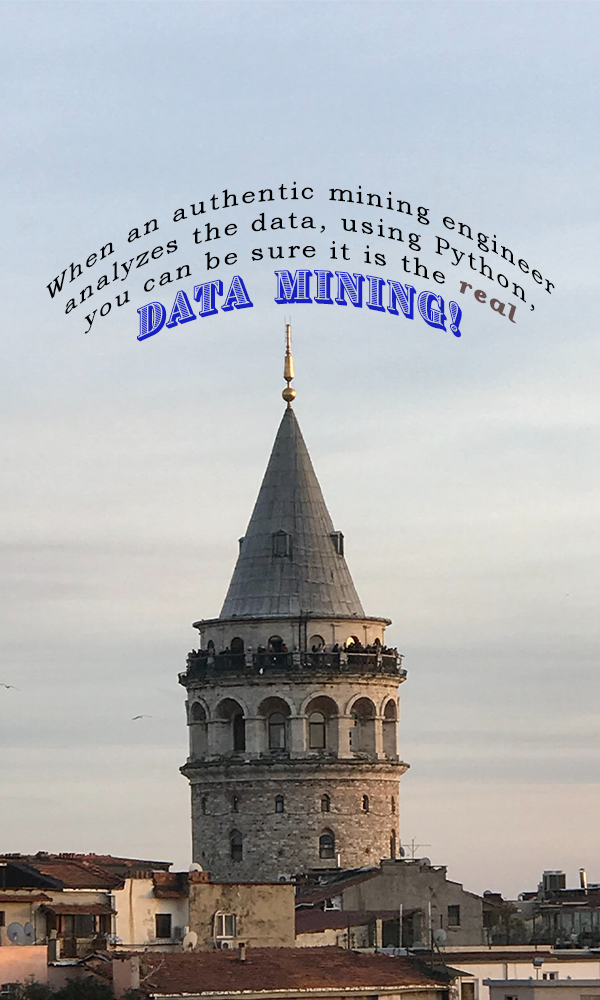 When an authentic mining engineer
analyzes the data, using Python,
you can be sure it is the real
DATA MINING!